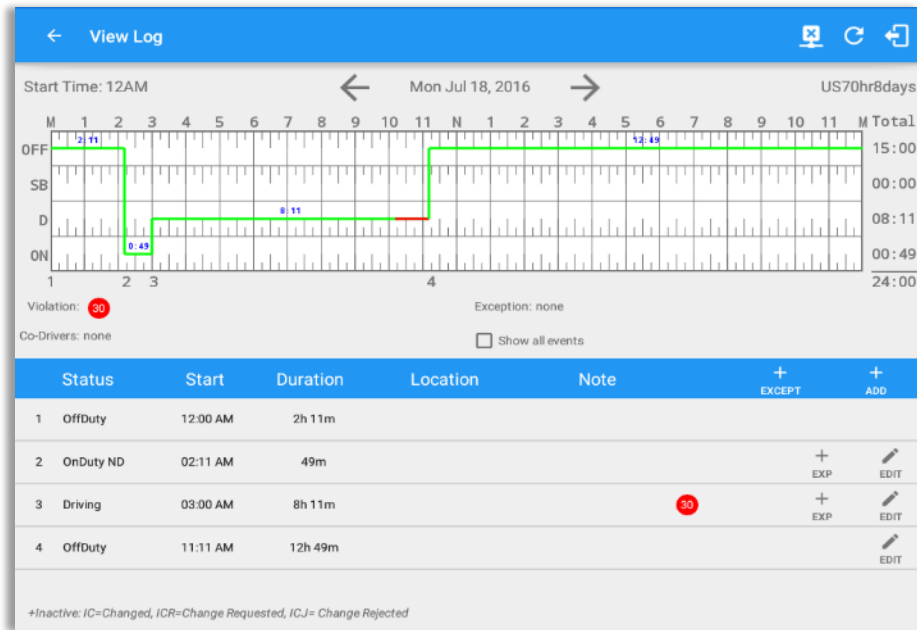 View Log
Start Time: 12AM Mon Jul 18, 2016 US70hr8days
M 1 2 3 4 5 6 7 8 9 10 11 N 1 2 3 4 5 6 7 8 9 10 11 M Total
OFF 2:11 12:49 15:00
SB 00:00
D 8:11 08:11
ON 0:49 00:49
1 2 3 4 24:00
Violation: 30 Exception: none
Co-Drivers: none Show all events
Status Start Duration Location Note + EXCEPT + ADD
1 OffDuty 12:00 AM 2h 11m
2 OnDuty ND 02:11 AM 49m + EXP EDIT
3 Driving 03:00 AM 8h 11m 30 + EXP EDIT
4 OffDuty 11:11 AM 12h 49m EDIT
+Inactive: IC=Changed, ICR=Change Requested, ICJ= Change Rejected